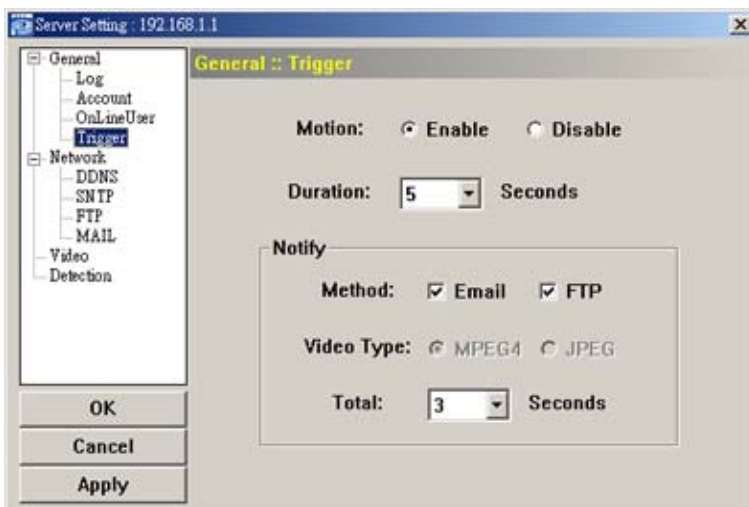 Server Setting : 192.168.1.1
General
Log
Account
OnLineUser
Trigger
Network
DDNS
SNTP
FTP
MAIL
Video
Detection
OK
Cancel
Apply
General :: Trigger
Motion: Enable Disable
Duration: 5 Seconds
Notify
Method: Email FTP
Video Type: MPEG4 JPEG
Total: 3 Seconds